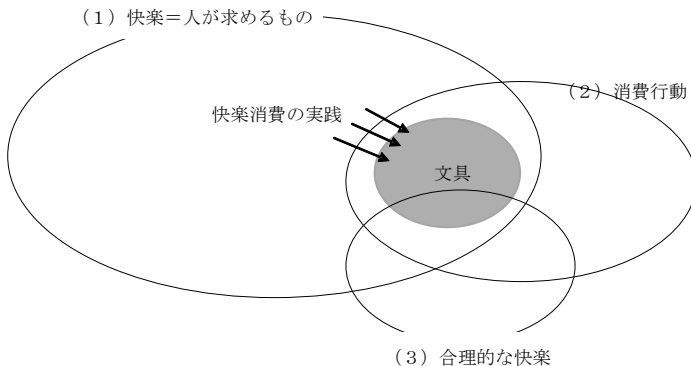 （１）快楽＝人が求めるもの
（２）消費行動
快楽消費の実践
文具
（３）合理的な快楽